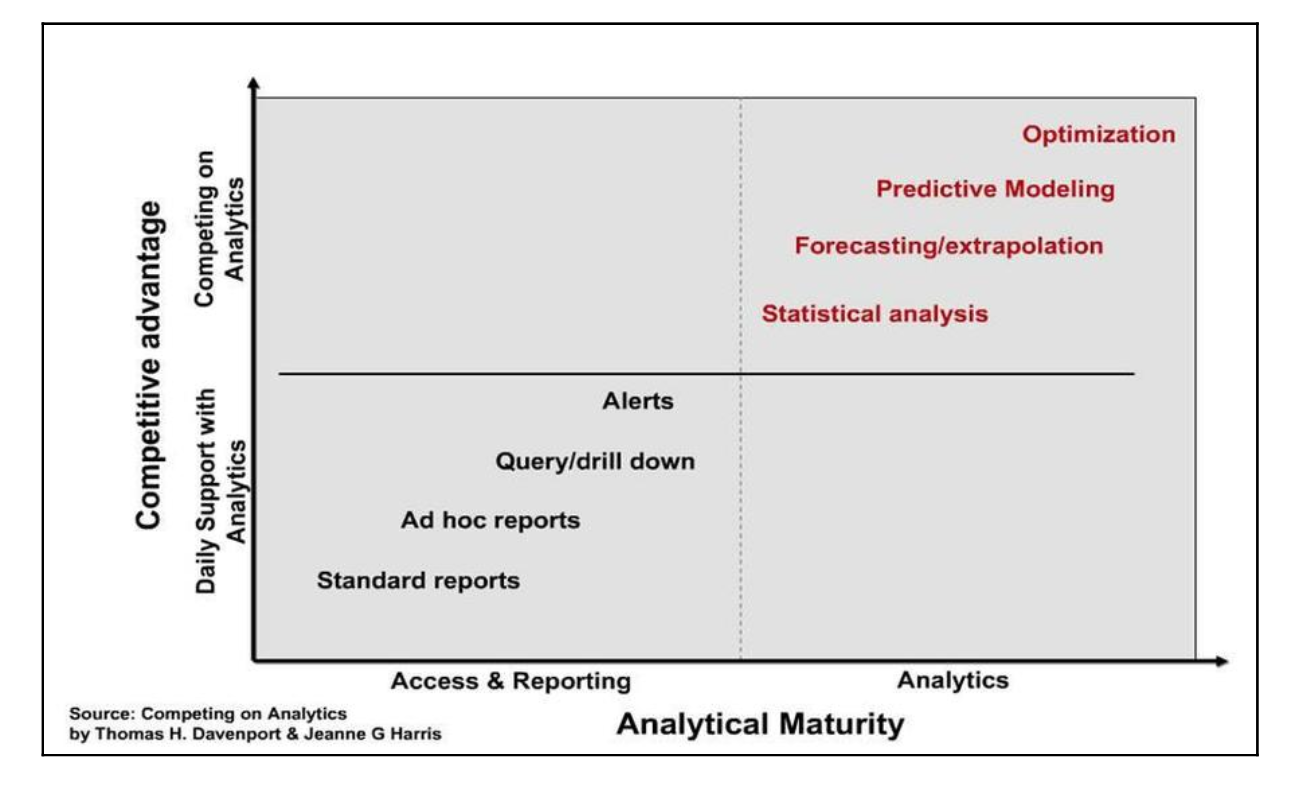 Competitive advantage
Competing on
Analytics
Daily Support with
Analytics
Optimization
Predictive Modeling
Forecasting/extrapolation
Statistical analysis
Alerts
Query/drill down
Ad hoc reports
Standard reports
Access & Reporting
Analytics
Analytical Maturity
Source: Competing on Analytics
by Thomas H. Davenport & Jeanne G Harris